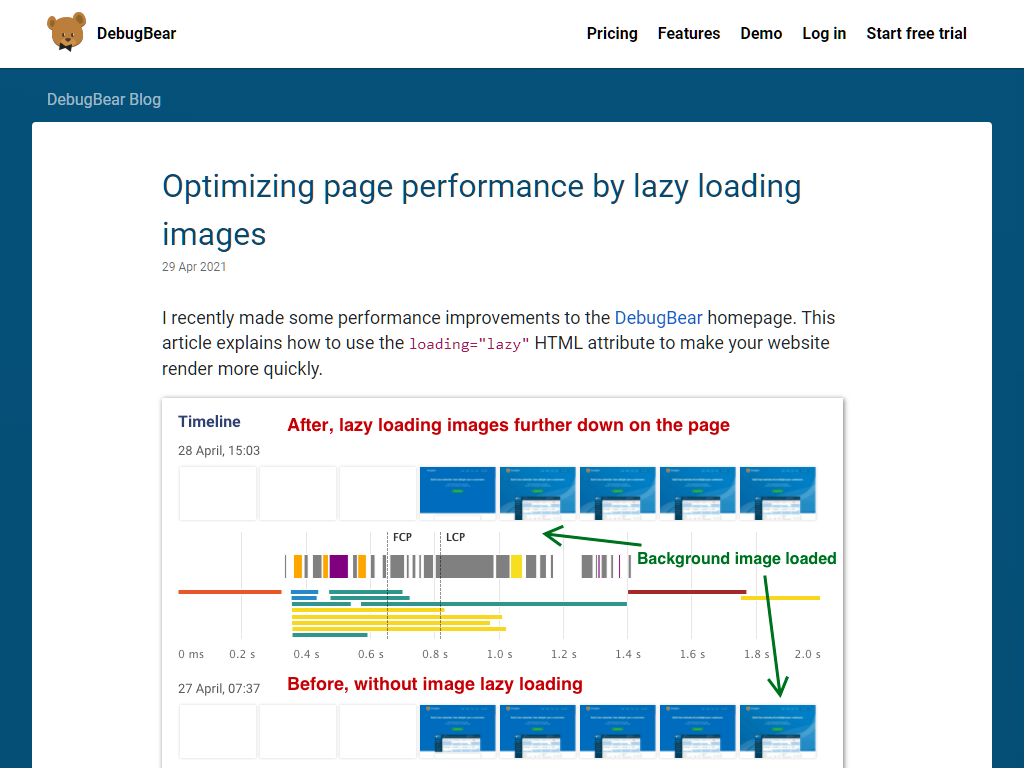 DebugBear
Pricing Features Demo Log in Start free trial
DebugBear Blog
Optimizing page performance by lazy loading
images
29 Apr 2021
I recently made some performance improvements to the DebugBear homepage. This
article explains how to use the loading="lazy" HTML attribute to make your website
render more quickly.
Timeline
After, lazy loading images further down on the page
28 April, 15:03
FCP LCP
Background image loaded
0 ms 0.2 s 0.4 s 0.6 s 0.8 s 1.0 s 1.2 s 1.4 s 1.6 s 1.8 s 2.0 s
27 April, 07:37
Before, without image lazy loading